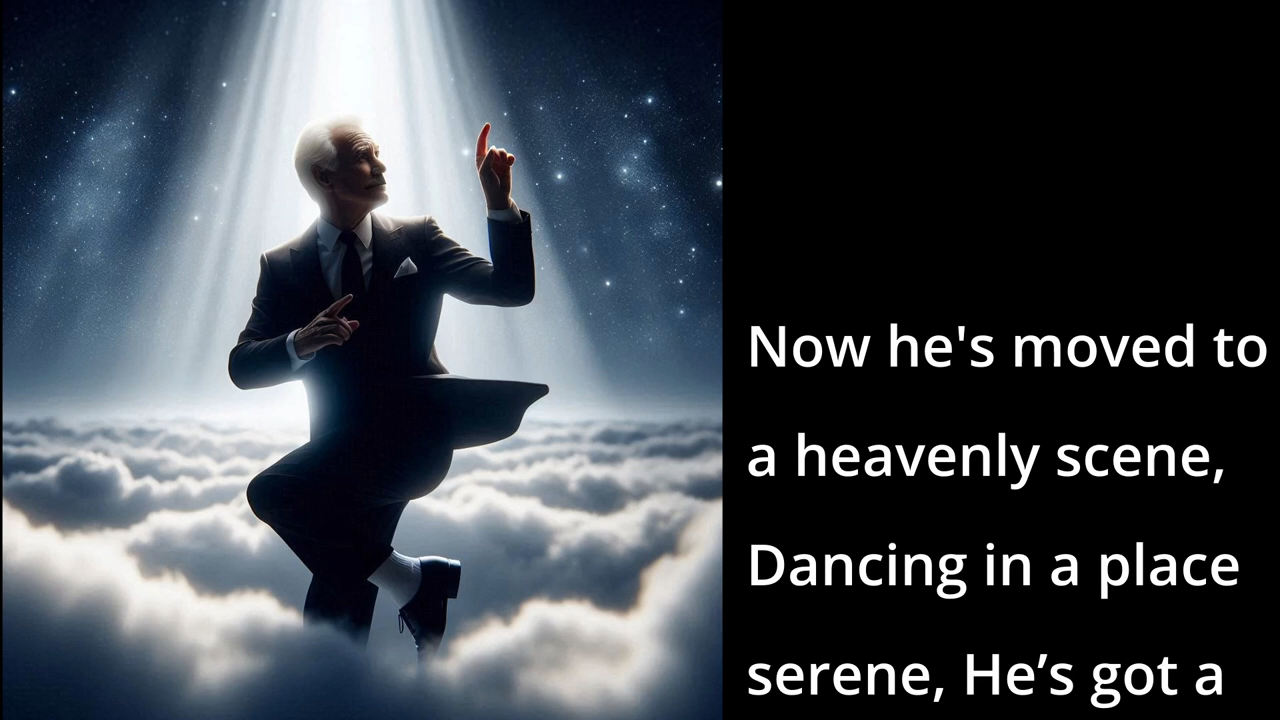 Now he's moved to
a heavenly scene,
Dancing in a place
serene, He’s got a